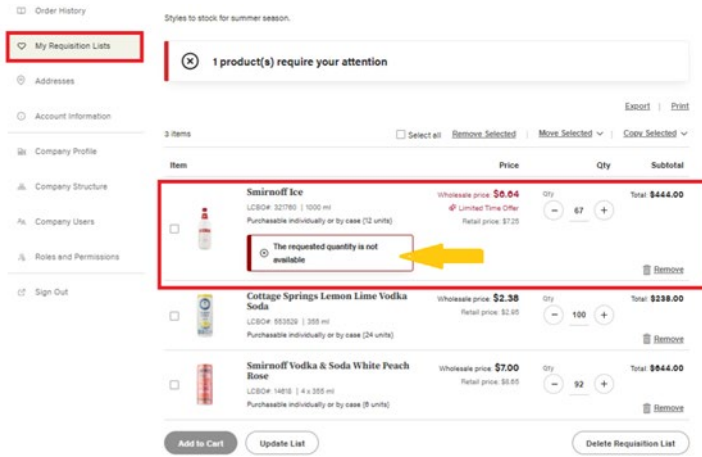 Order History
Styles to stock for summer season.
My Requisition Lists
1 product(s) require your attention
Addresses
Account Information
Export | Print
3 items
Select all Remove Selected | Move Selected | Copy Selected
Company Profile
Item Price Qty Subtotal
Company Structure
Smirnoff Ice
Wholesale price $6.64
Qty
Total $444.00
LCBO#: 321760 | 1000 ml
Limited Time Offer
- 67 +
Company Users
Purchasable individually or by case (12 units)
Retail price: $7.25
The requested quantity is not
available
Roles and Permissions
Remove
Sign Out
Cottage Springs Lemon Lime Vodka
Soda
Wholesale price $2.38
Qty
Total $238.00
LCBO#: 553529 | 355 ml
Retail price: $2.95
- 100 +
Purchasable individually or by case (24 units)
Remove
Smirnoff Vodka & Soda White Peach
Rose
Wholesale price $7.00
Qty
Total $644.00
LCBO#: 14618 | 4 x 355 ml
Retail price: $8.65
- 92 +
Purchasable individually or by case (6 units)
Remove
Add to Cart
Update List
Delete Requisition List